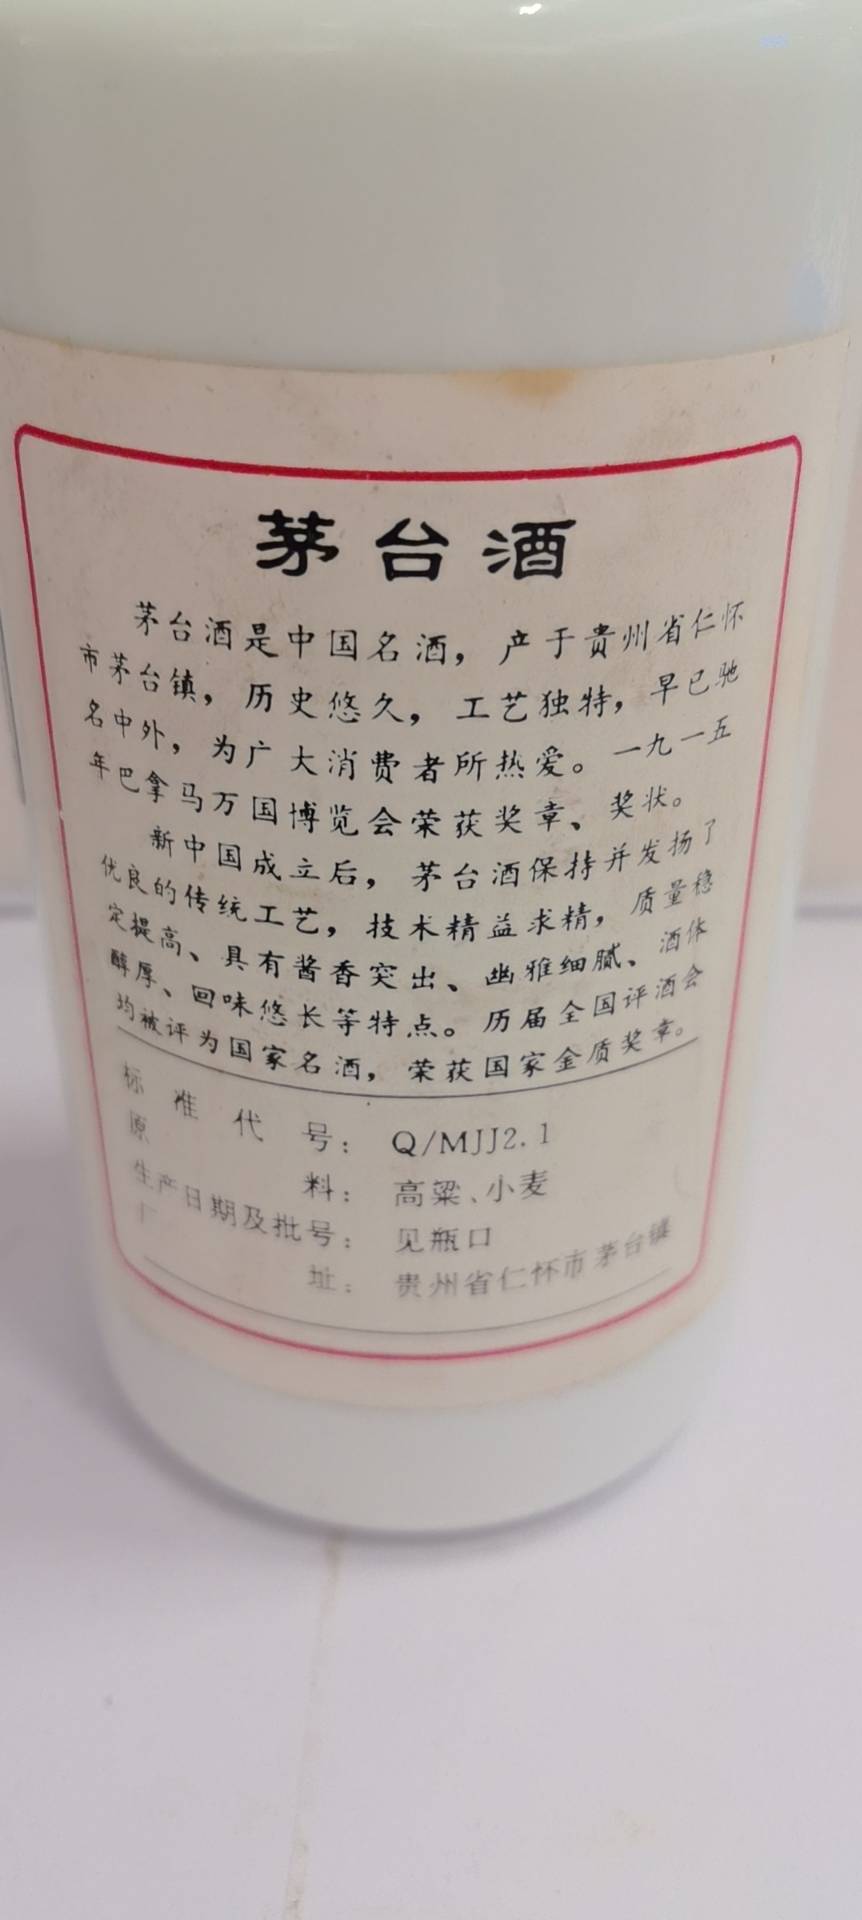 茅台酒
茅台酒是中国名酒，产于贵州省仁怀
市茅台镇，历史悠久，工艺独特，早已驰
名中外，为广大消费者所热爱。一九一五
年巴拿马万国博览会荣获奖章、奖状。
新中国成立后，茅台酒保持并发扬了
优良的传统工艺，技术精益求精，质量稳
定提高、具有酱香突出、幽雅细腻、酒体
醇厚、回味悠长等特点。历届全国评酒会
均被评为国家名酒，荣获国家金质奖章。
标准代号：Q/MJJ2.1
原料：高粱、小麦
生产日期及批号：见瓶口
厂址：贵州省仁怀市茅台镇